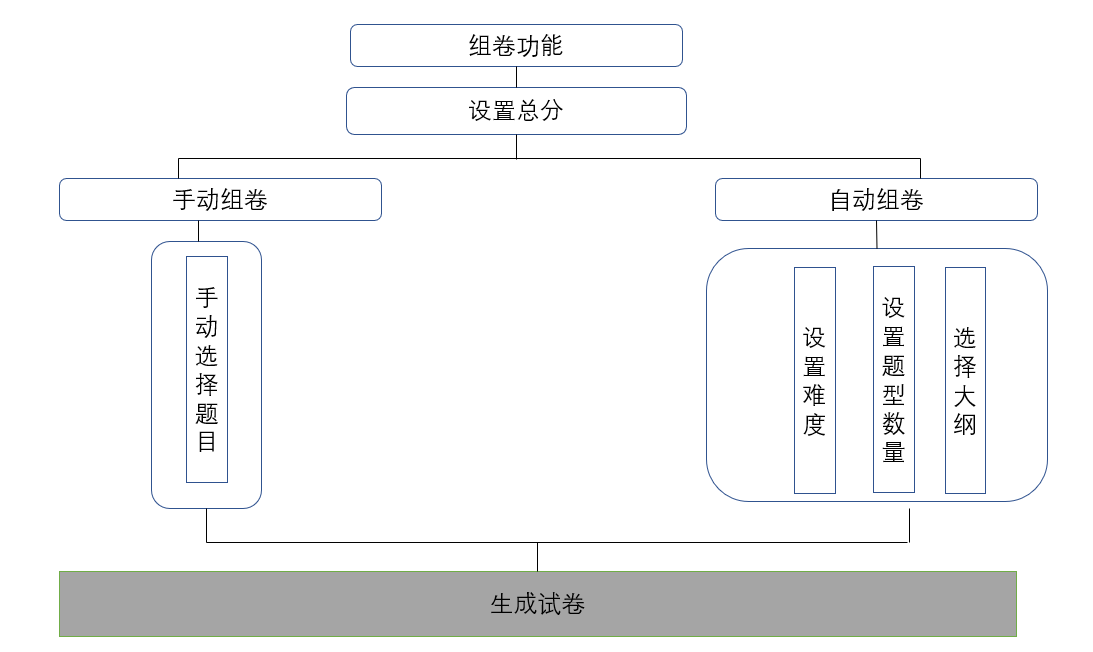 组卷功能
设置总分
手动组卷
自动组卷
手动选择题目
设置难度
设置题型数量
选择大纲
生成试卷